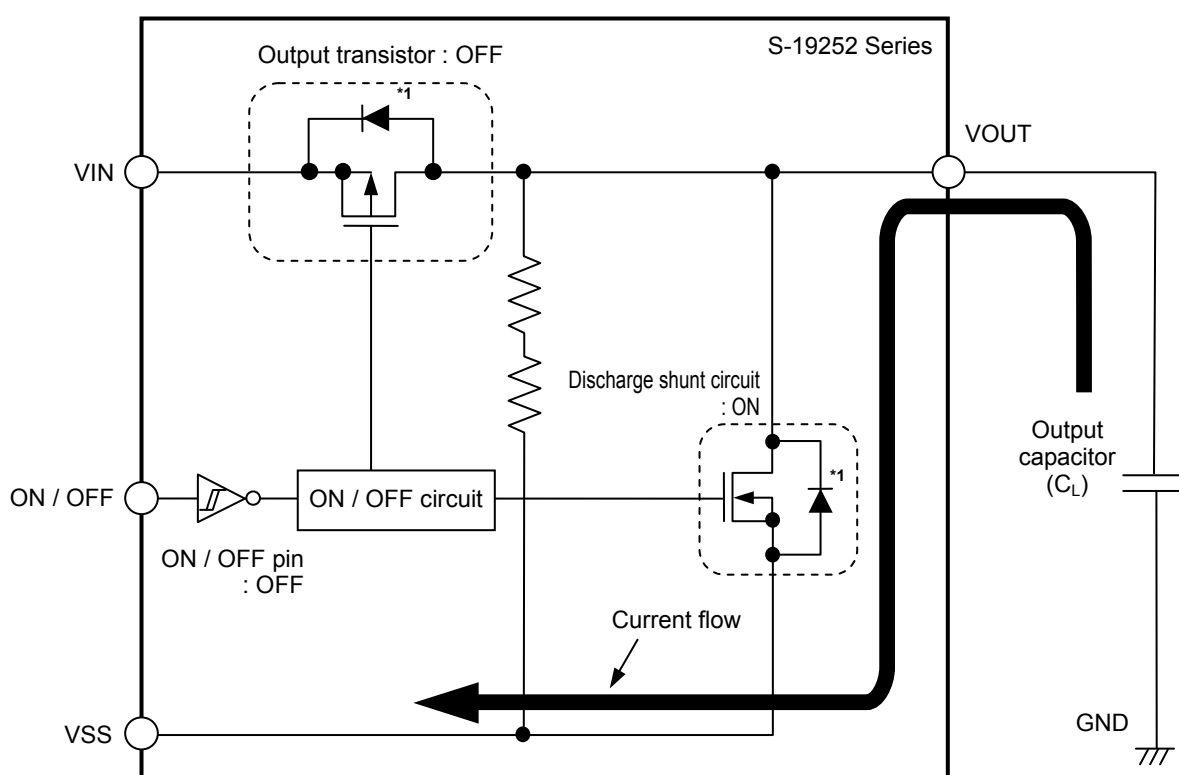 S-19252 Series
Output transistor : OFF
*1
VIN
VOUT
Discharge shunt circuit
: ON
*1
Output
capacitor
(CL)
ON / OFF
ON / OFF circuit
ON / OFF pin
: OFF
Current flow
VSS
GND